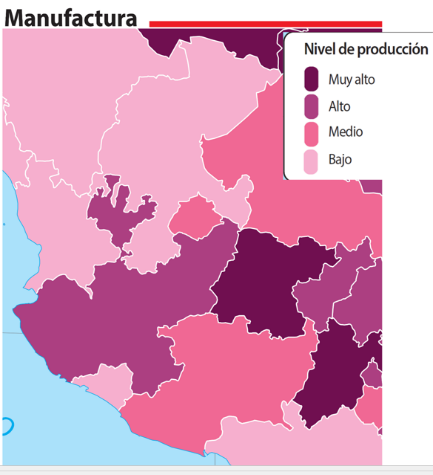 Manufactura
Nivel de producción
Muy alto
Alto
Medio
Bajo